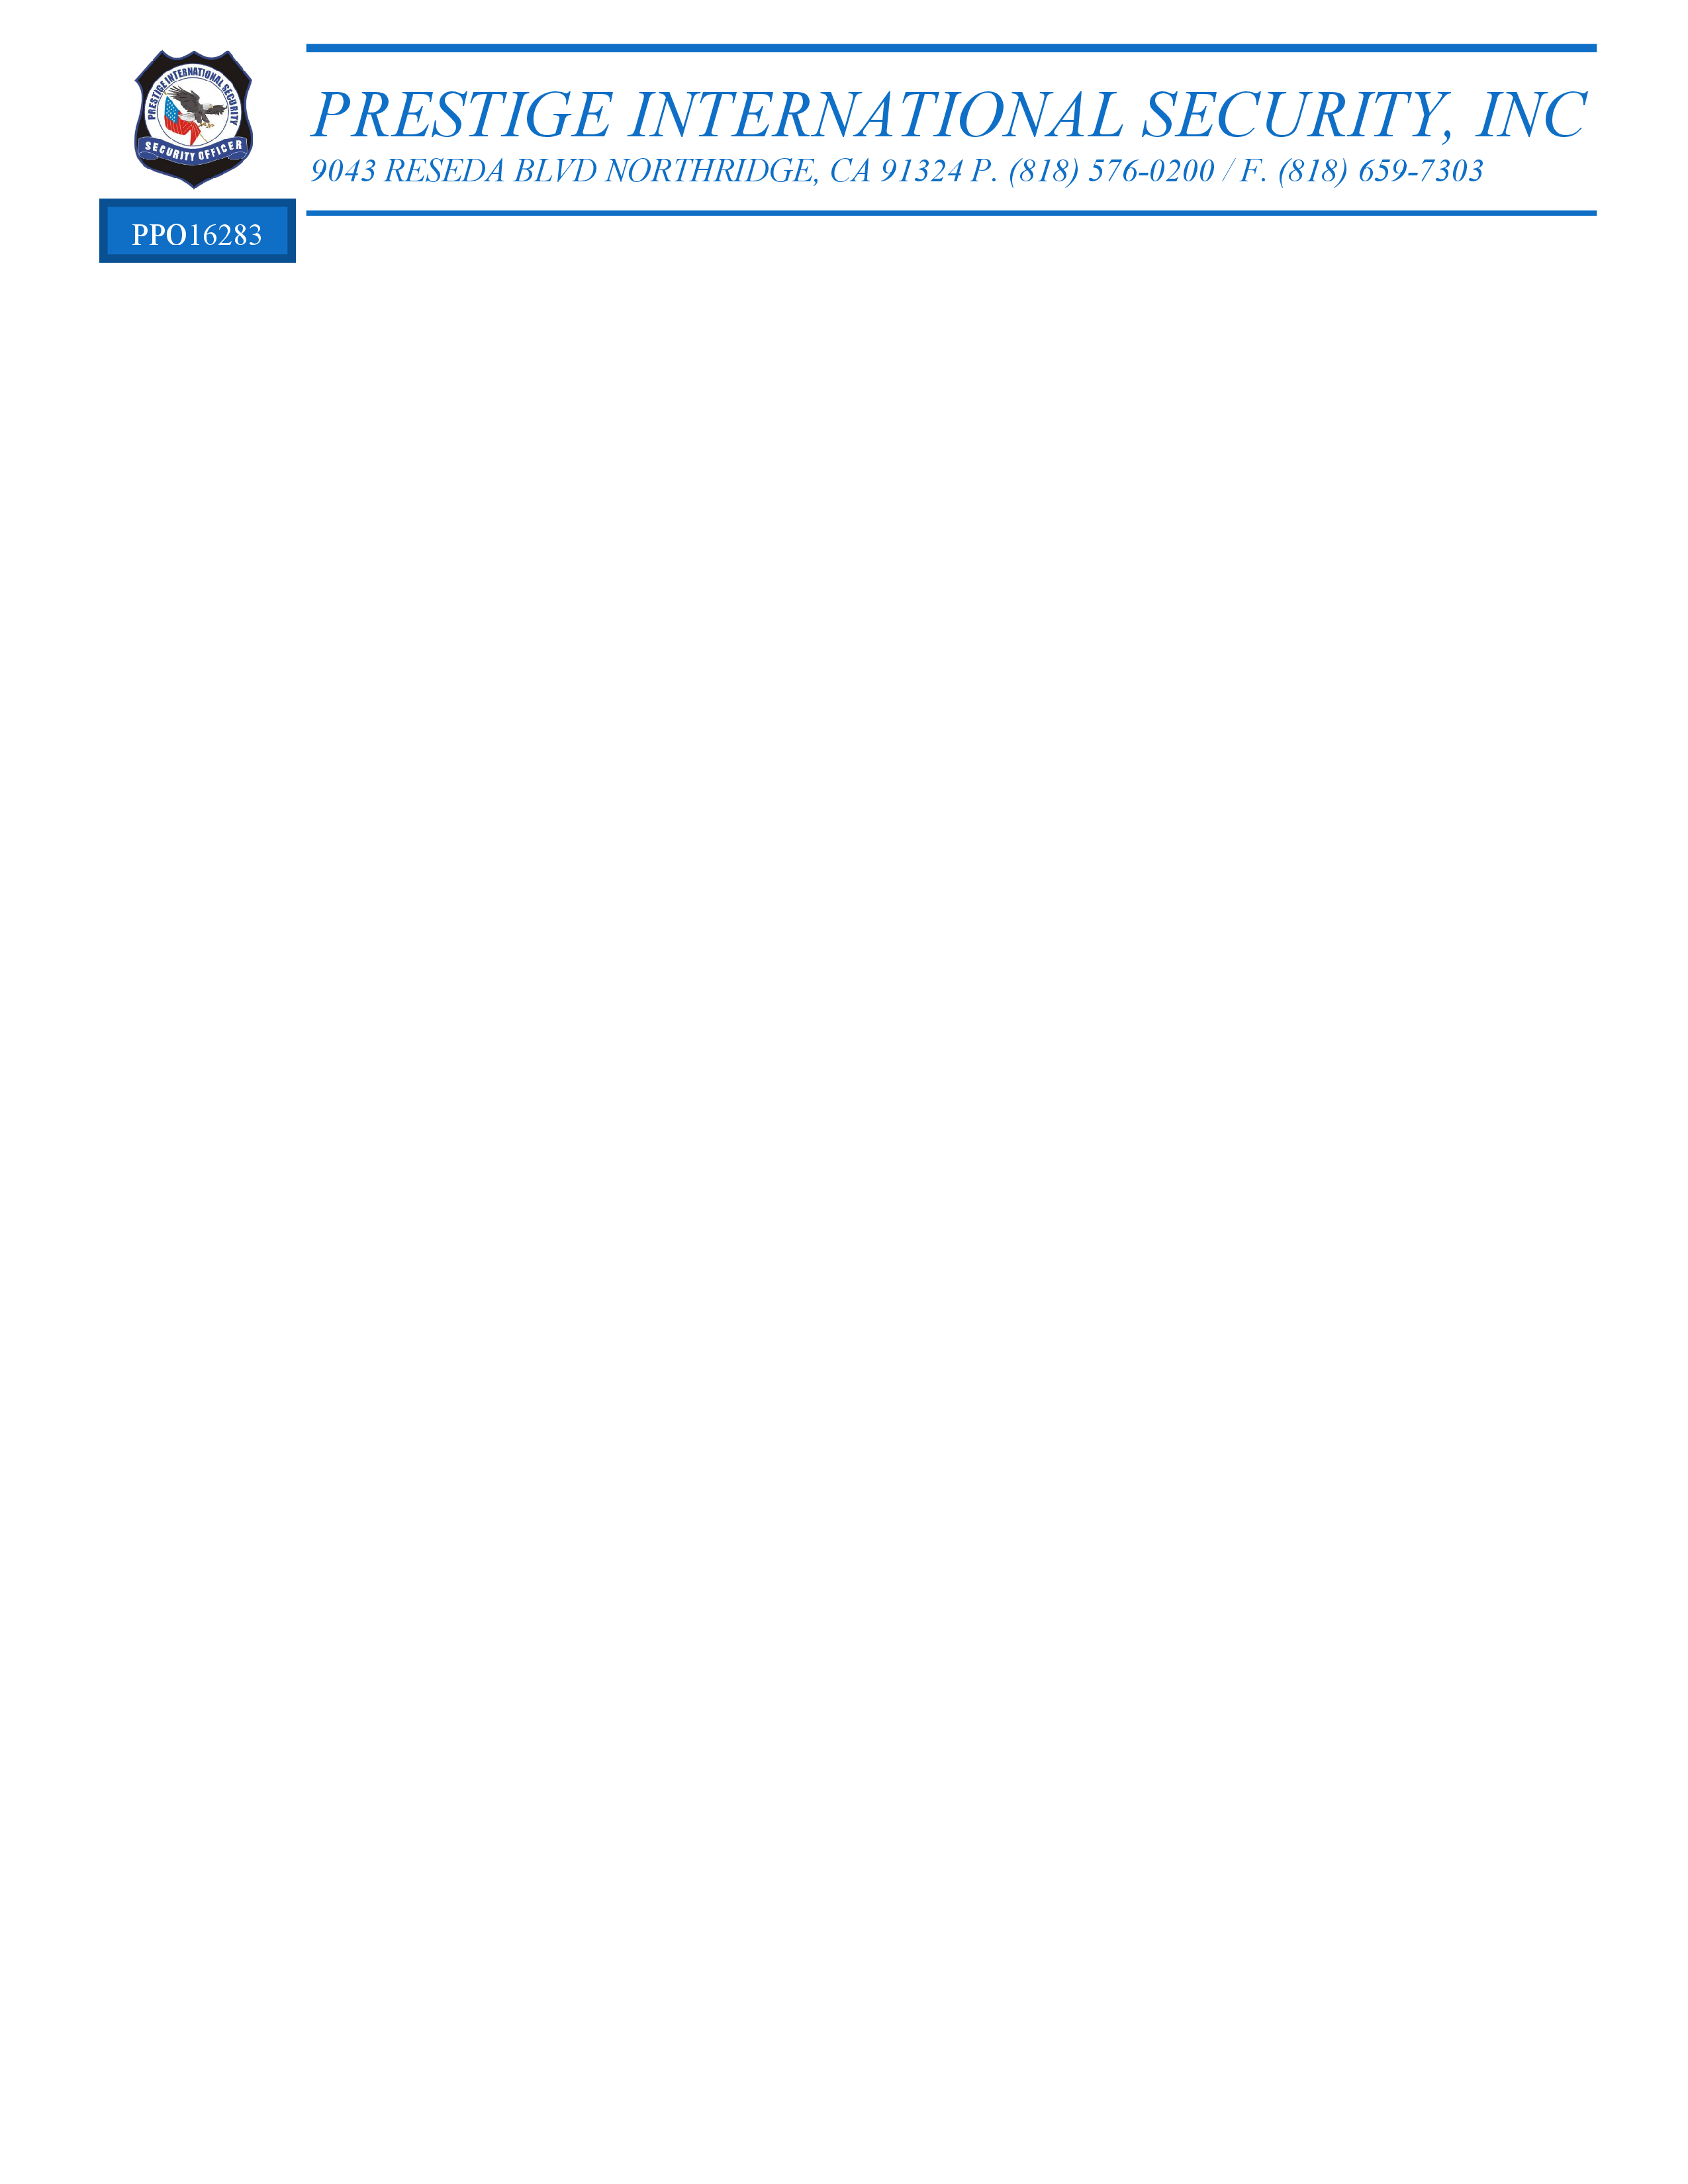 PRESTIGE INTERNATIONAL SECURITY
SECURITY OFFICER
PRESTIGE INTERNATIONAL SECURITY, INC
9043 RESEDA BLVD NORTHRIDGE, CA 91324 P. (818) 576-0200 / F. (818) 659-7303
PPO16283